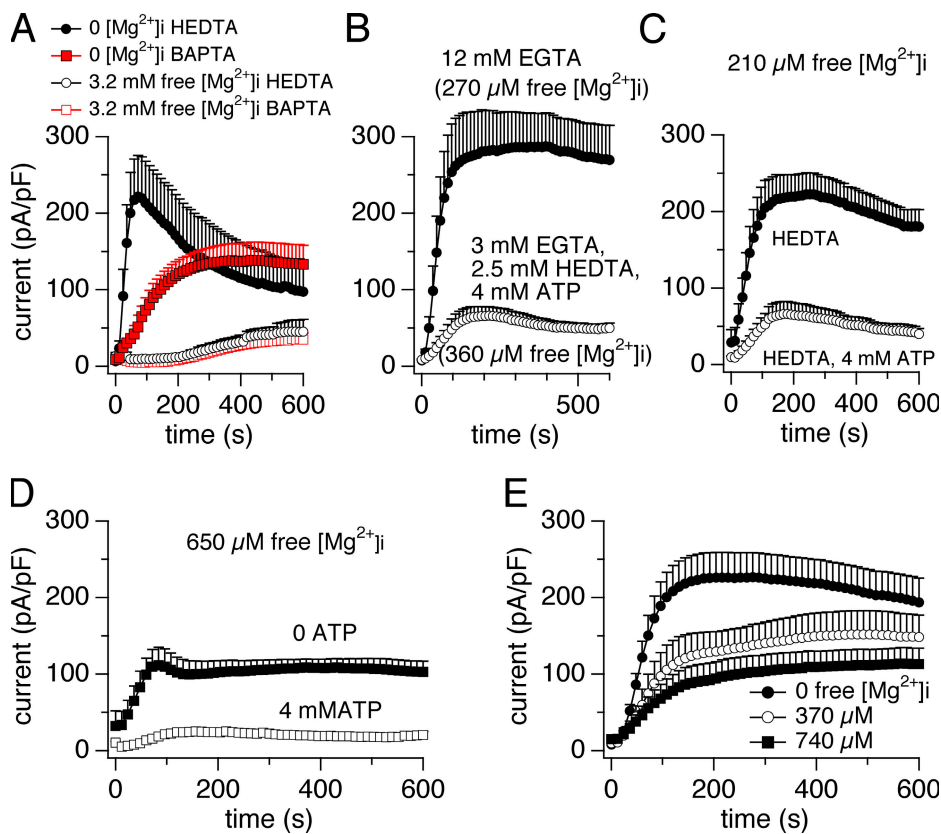 A
0 [Mg2+]i HEDTA
0 [Mg2+]i BAPTA
3.2 mM free [Mg2+]i HEDTA
3.2 mM free [Mg2+]i BAPTA
300
200
100
0
current (pA/pF)
0 200 400 600
time (s)
B
12 mM EGTA
(270 µM free [Mg2+]i)
300
200
100
0
3 mM EGTA,
2.5 mM HEDTA,
4 mM ATP
(360 µM free [Mg2+]i)
0 500
time (s)
C
210 µM free [Mg2+]i
300
200
100
0
HEDTA
HEDTA, 4 mM ATP
0 200 400 600
time (s)
D
650 µM free [Mg2+]i
300
200
100
0
current (pA/pF)
0 ATP
4 mMATP
0 200 400 600
time (s)
E
300
200
100
0
current (pA/pF)
0 free [Mg2+]i
370 µM
740 µM
0 200 400 600
time (s)